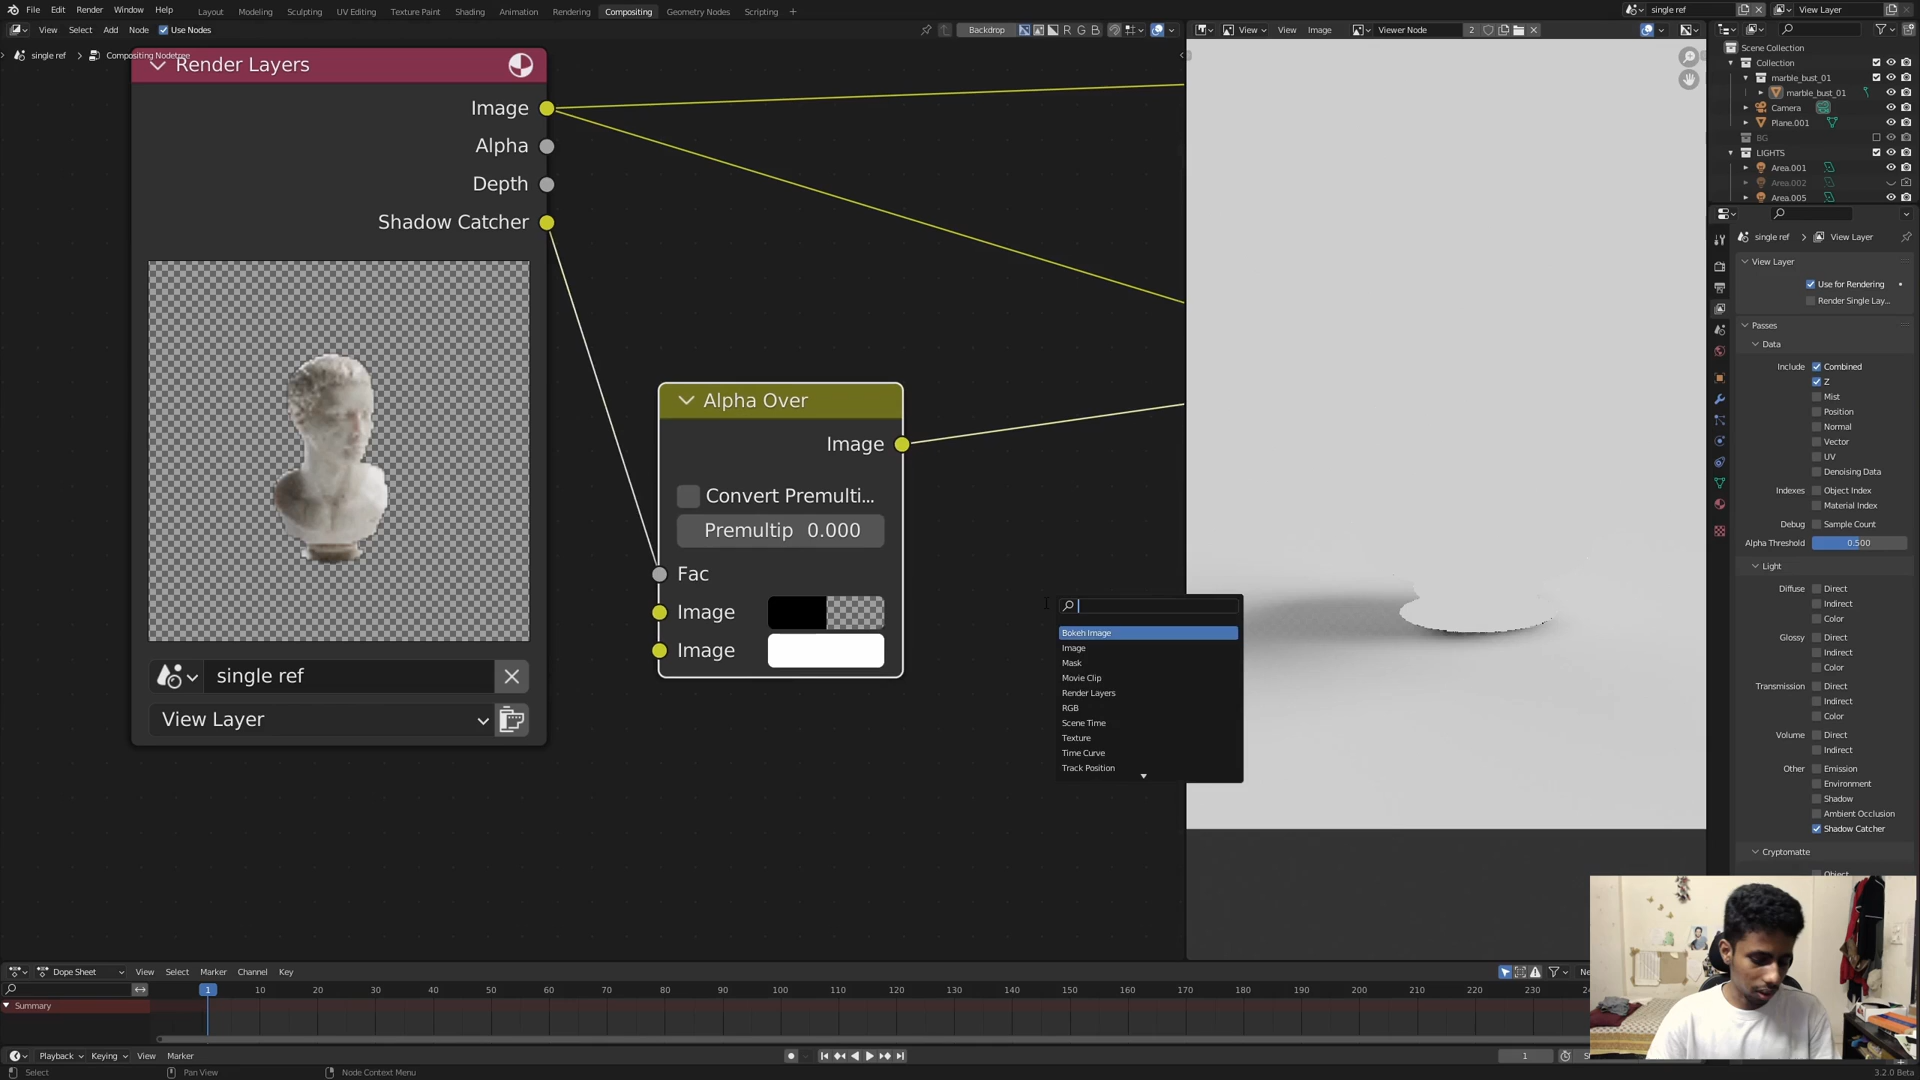 File Edit Render Window Help Layout Modeling Sculpting UV Editing Texture Paint Shading Animation Rendering Compositing Geometry Nodes Scripting single ref View Layer
View Select Add Node Use Nodes Backdrop R G B View View Image Viewer Node 2
single ref > Compositing Nodetree
Render Layers
Image
Alpha
Depth
Shadow Catcher
single ref
View Layer
Alpha Over
Image
Convert Premulti...
Premultip 0.000
Fac
Image
Image
Bokeh Image
Image
Mask
Movie Clip
Render Layers
RGB
Scene Time
Texture
Time Curve
Track Position
Scene Collection
Collection
marble_bust_01
marble_bust_01
Camera
Plane.001
BG
LIGHTS
Area.001
Area.002
Area.005
single ref > View Layer
View Layer
Use for Rendering
Render Single Lay...
Passes
Data
Include Combined
Z
Mist
Position
Normal
Vector
UV
Denoising Data
Indexes Object Index
Material Index
Debug Sample Count
Alpha Threshold 0.500
Light
Diffuse Direct
Indirect
Color
Glossy Direct
Indirect
Color
Transmission Direct
Indirect
Color
Volume Direct
Indirect
Other Emission
Environment
Shadow
Ambient Occlusion
Shadow Catcher
Cryptomatte
Dope Sheet View Select Marker Channel Key
1 10 20 30 40 50 60 70 80 90 100 110 120 130 140 150 160 170 180 190 200 210 220 230
Summary
Playback Keying View Marker 1
Select Pan View Node Context Menu 3.2.0 Beta